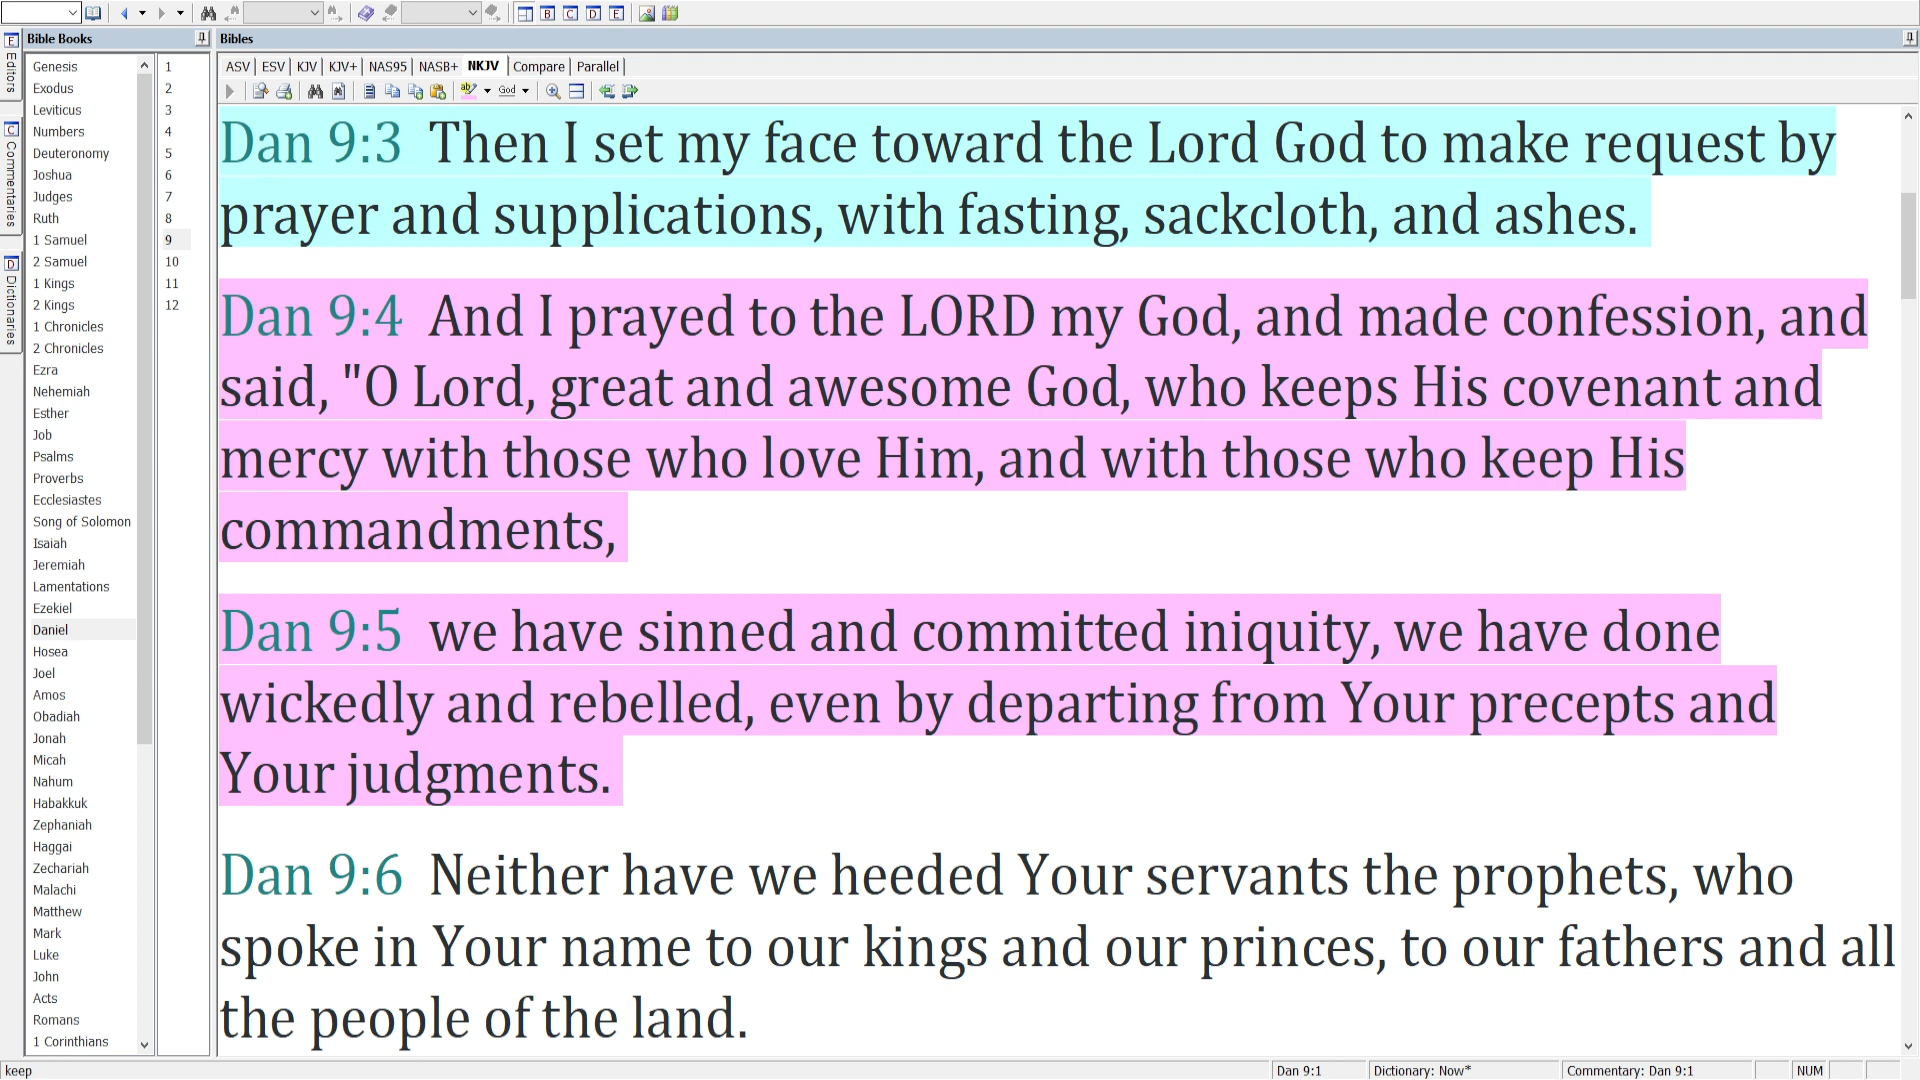 Bible Books
Bibles
E Editors
C Commentaries
D Dictionaries
B C D E
Genesis
Exodus
Leviticus
Numbers
Deuteronomy
Joshua
Judges
Ruth
1 Samuel
2 Samuel
1 Kings
2 Kings
1 Chronicles
2 Chronicles
Ezra
Nehemiah
Esther
Job
Psalms
Proverbs
Ecclesiastes
Song of Solomon
Isaiah
Jeremiah
Lamentations
Ezekiel
Daniel
Hosea
Joel
Amos
Obadiah
Jonah
Micah
Nahum
Habakkuk
Zephaniah
Haggai
Zechariah
Malachi
Matthew
Mark
Luke
John
Acts
Romans
1 Corinthians
1
2
3
4
5
6
7
8
9
10
11
12
ASV ESV KJV KJV+ NAS95 NASB+ NKJV Compare Parallel
ab God
Dan 9:3 Then I set my face toward the Lord God to make request by
prayer and supplications, with fasting, sackcloth, and ashes.
Dan 9:4 And I prayed to the LORD my God, and made confession, and
said, "O Lord, great and awesome God, who keeps His covenant and
mercy with those who love Him, and with those who keep His
commandments,
Dan 9:5 we have sinned and committed iniquity, we have done
wickedly and rebelled, even by departing from Your precepts and
Your judgments.
Dan 9:6 Neither have we heeded Your servants the prophets, who
spoke in Your name to our kings and our princes, to our fathers and all
the people of the land.
keep
Dan 9:1
Dictionary: Now*
Commentary: Dan 9:1
NUM